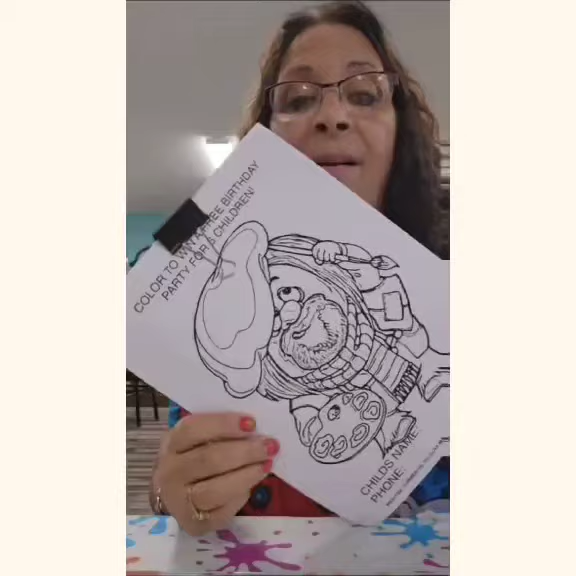 COLOR TO WIN A FREE BIRTHDAY
PARTY FOR 5 CHILDREN!
CHILDS NAME:
PHONE: